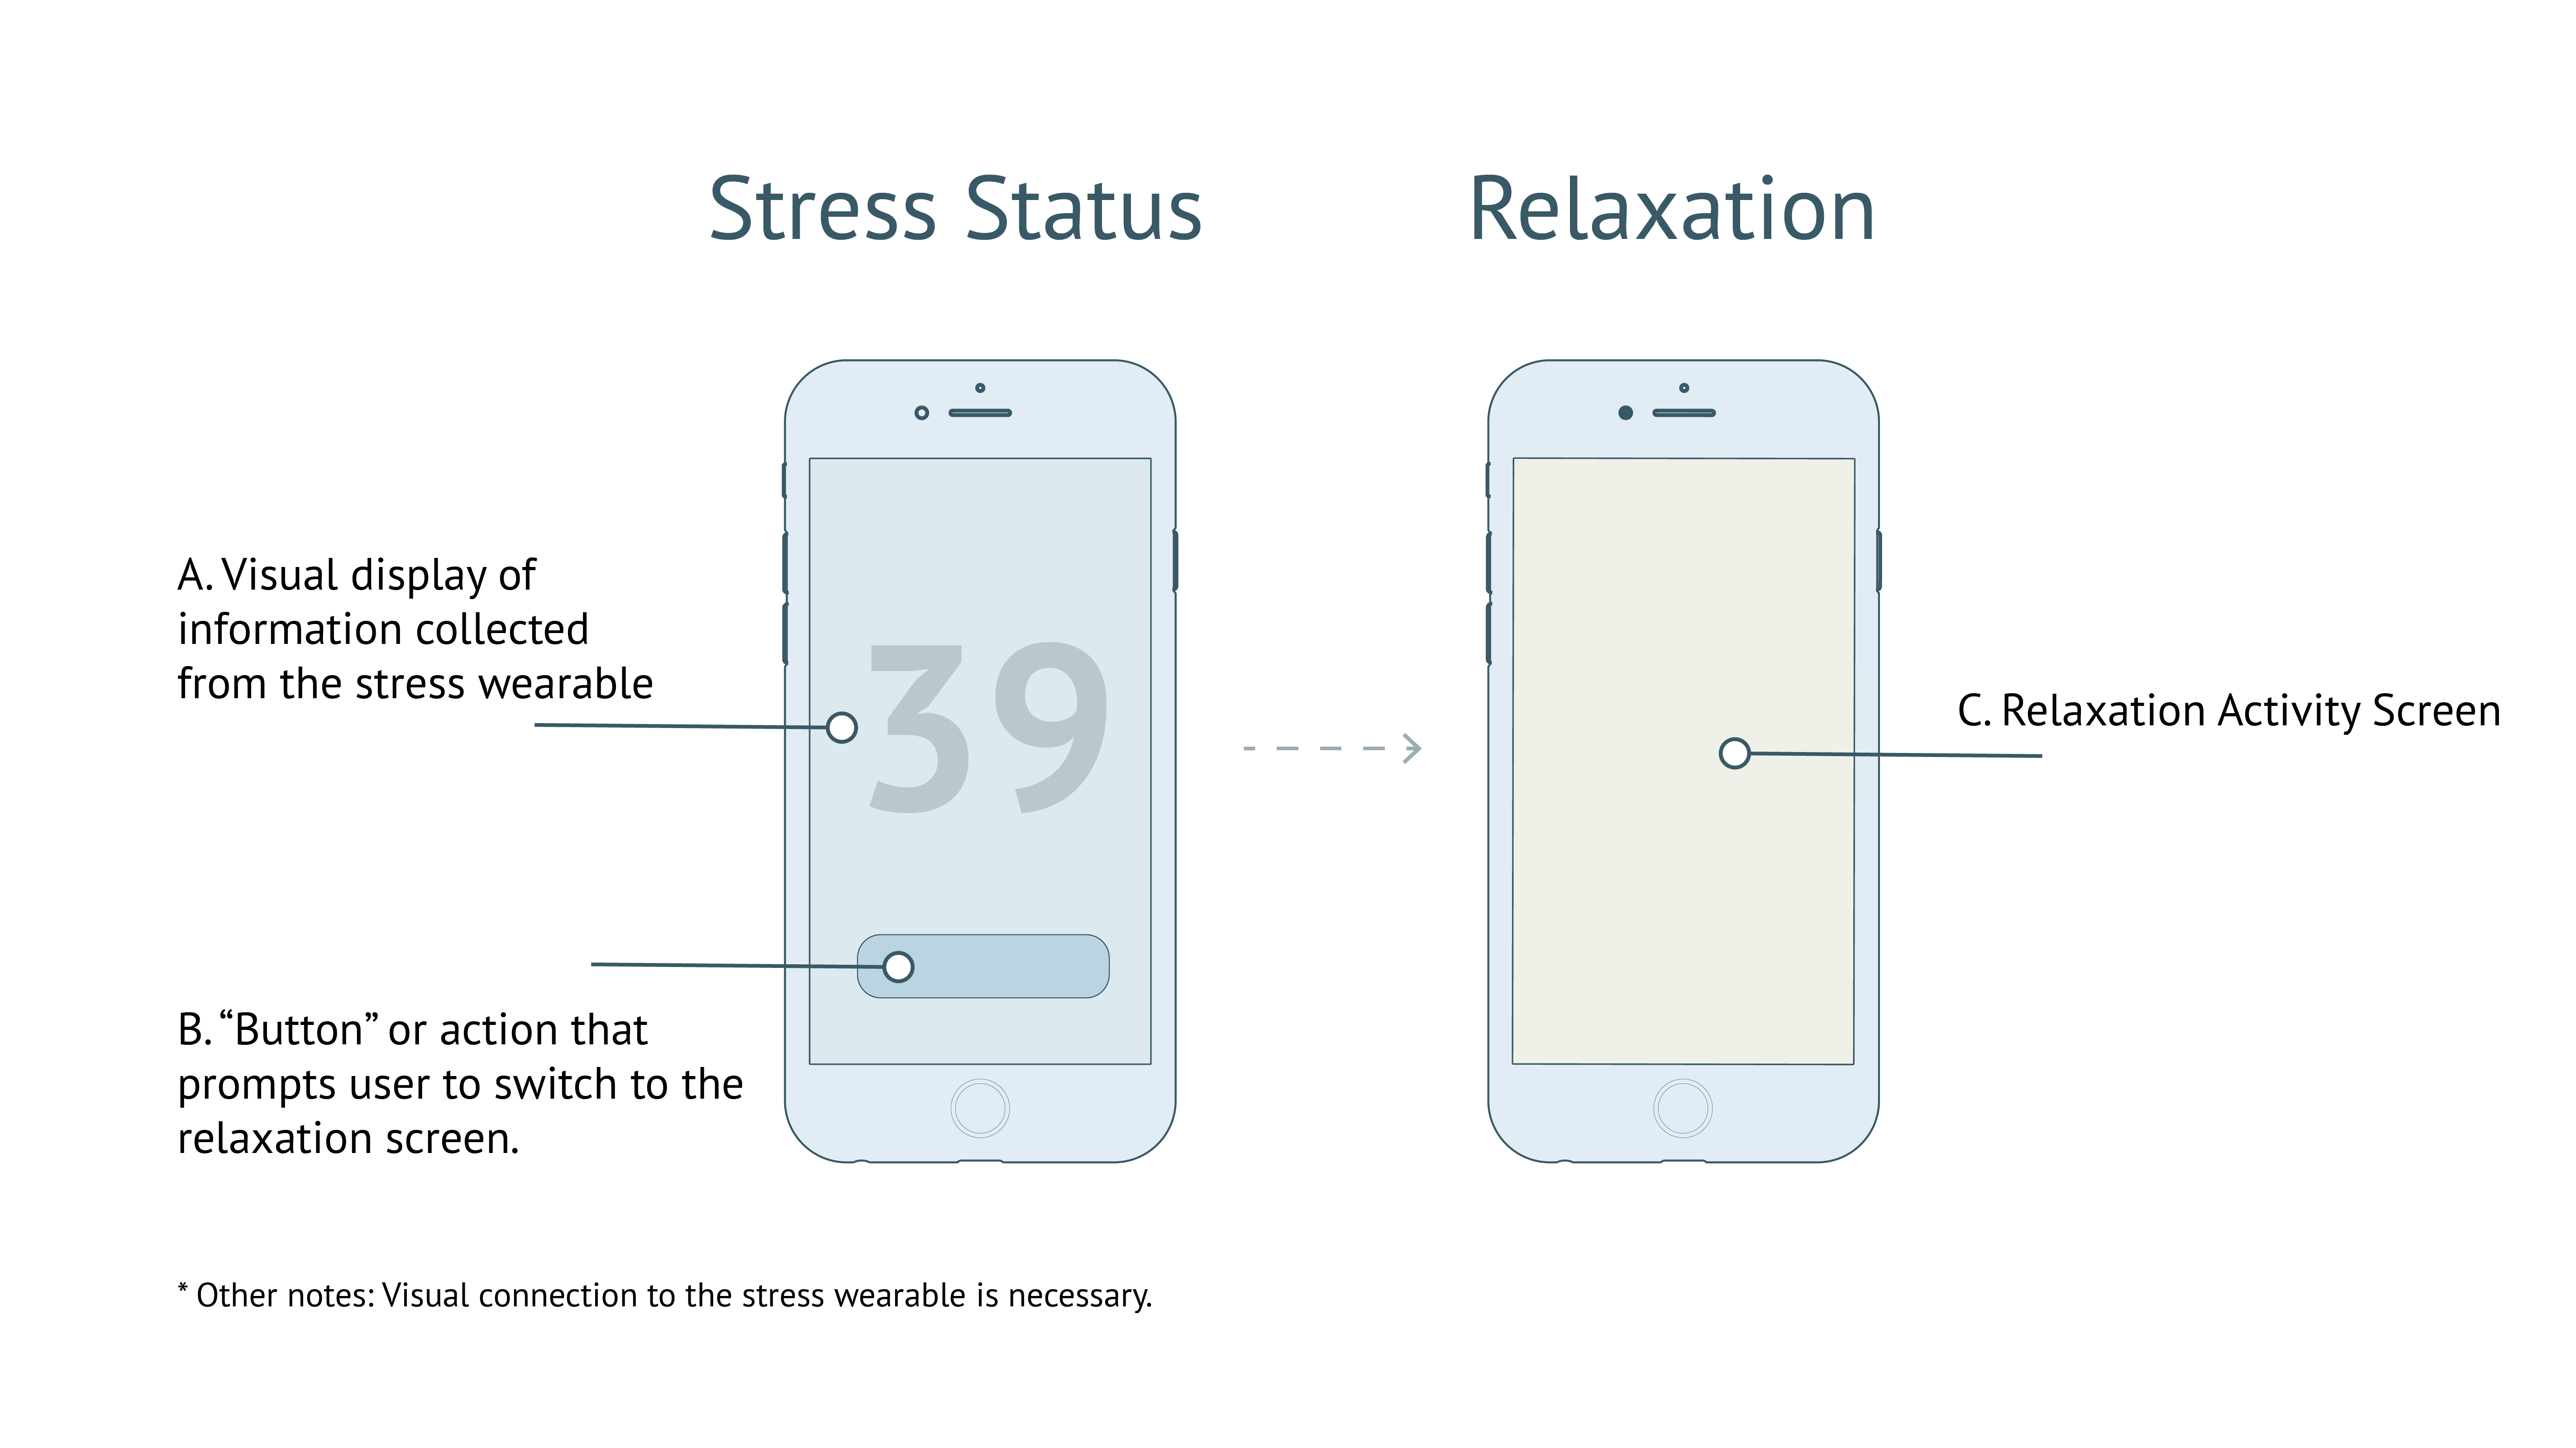 Stress Status
Relaxation
A. Visual display of
information collected
from the stress wearable
39
C. Relaxation Activity Screen
B. “Button” or action that
prompts user to switch to the
relaxation screen.
* Other notes: Visual connection to the stress wearable is necessary.